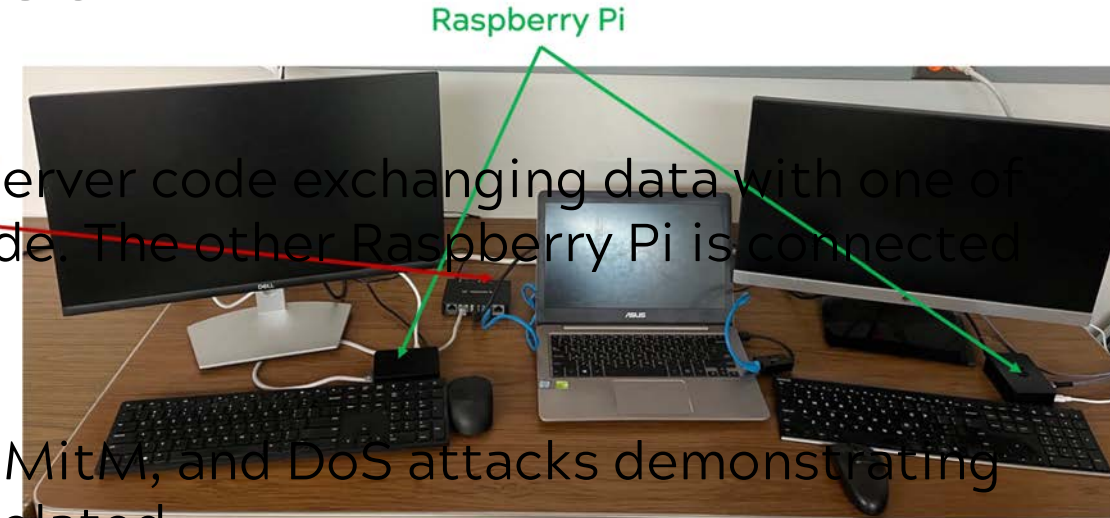 Raspberry Pi
erver code exchanging data with one of
de. The other Raspberry Pi is connected
DELL
ASUS
MitM, and DoS attacks demonstrating